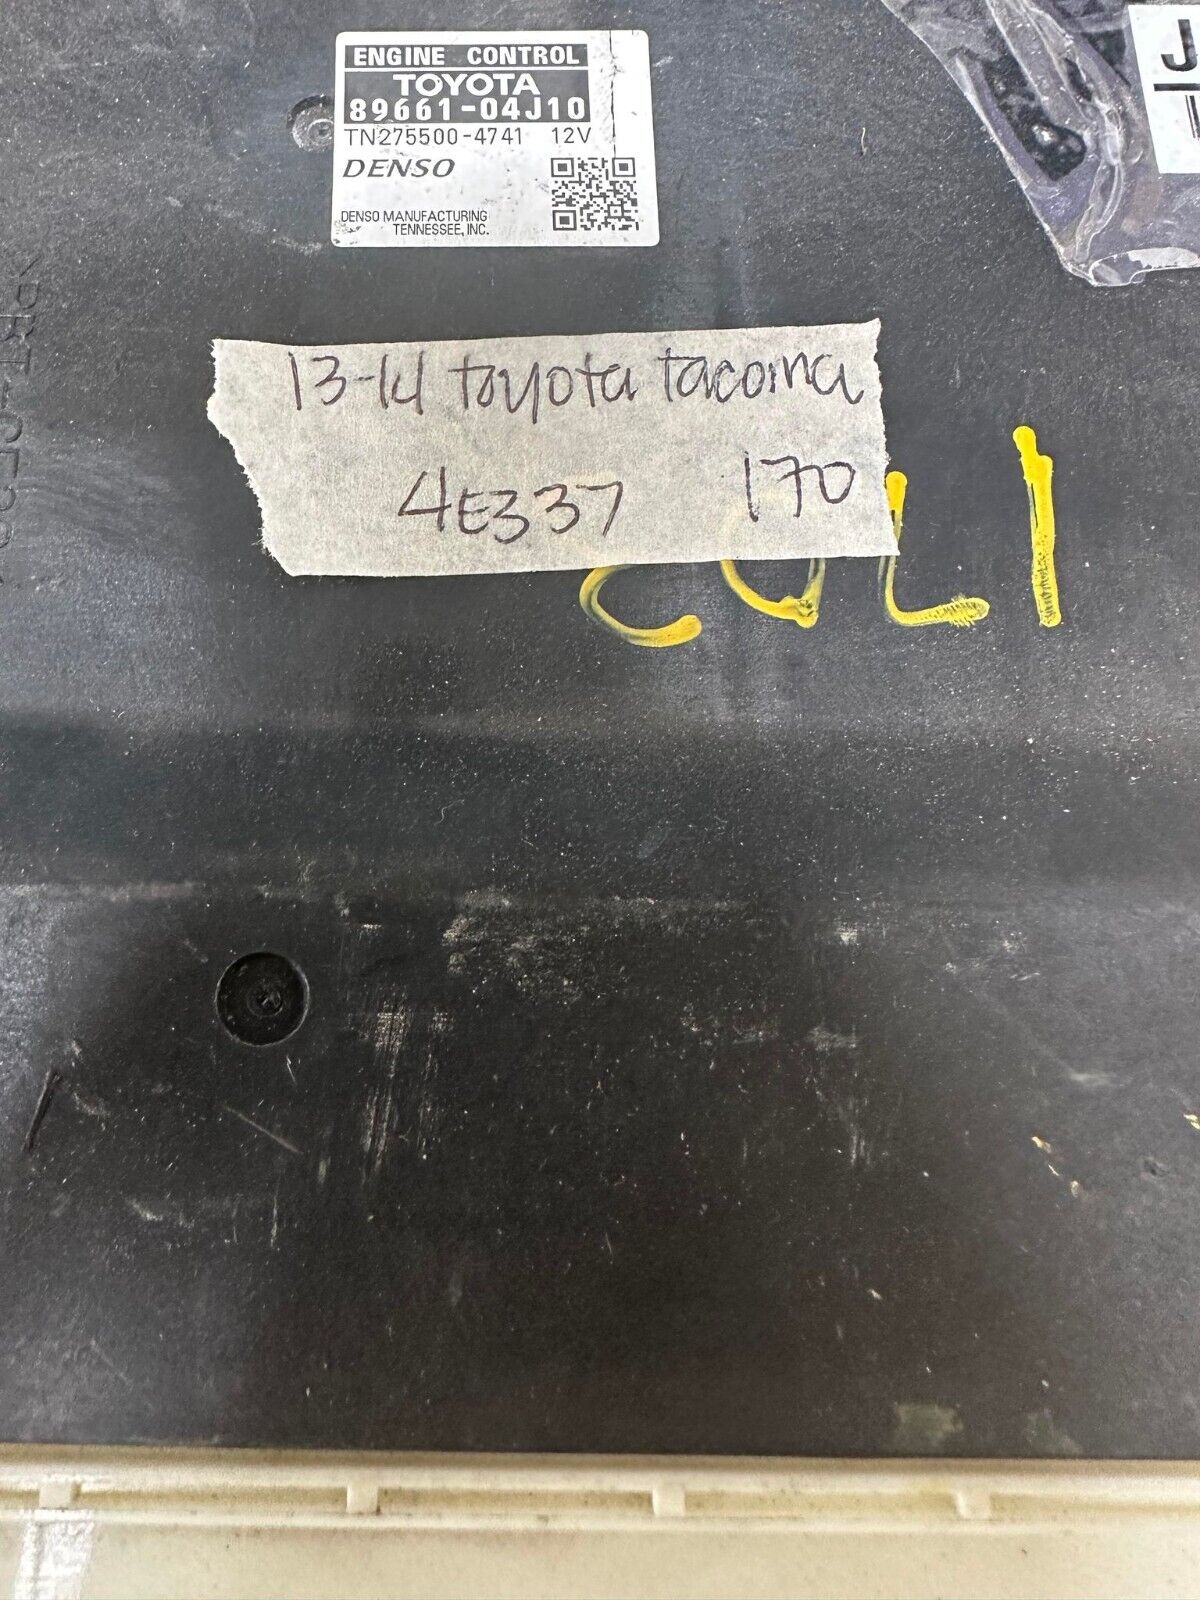 ENGINE CONTROL
TOYOTA
89661-04J10
TN275500-4741 12V
DENSO
DENSO MANUFACTURING
TENNESSEE, INC.
J
13-14 toyota tacoma
4E337 170